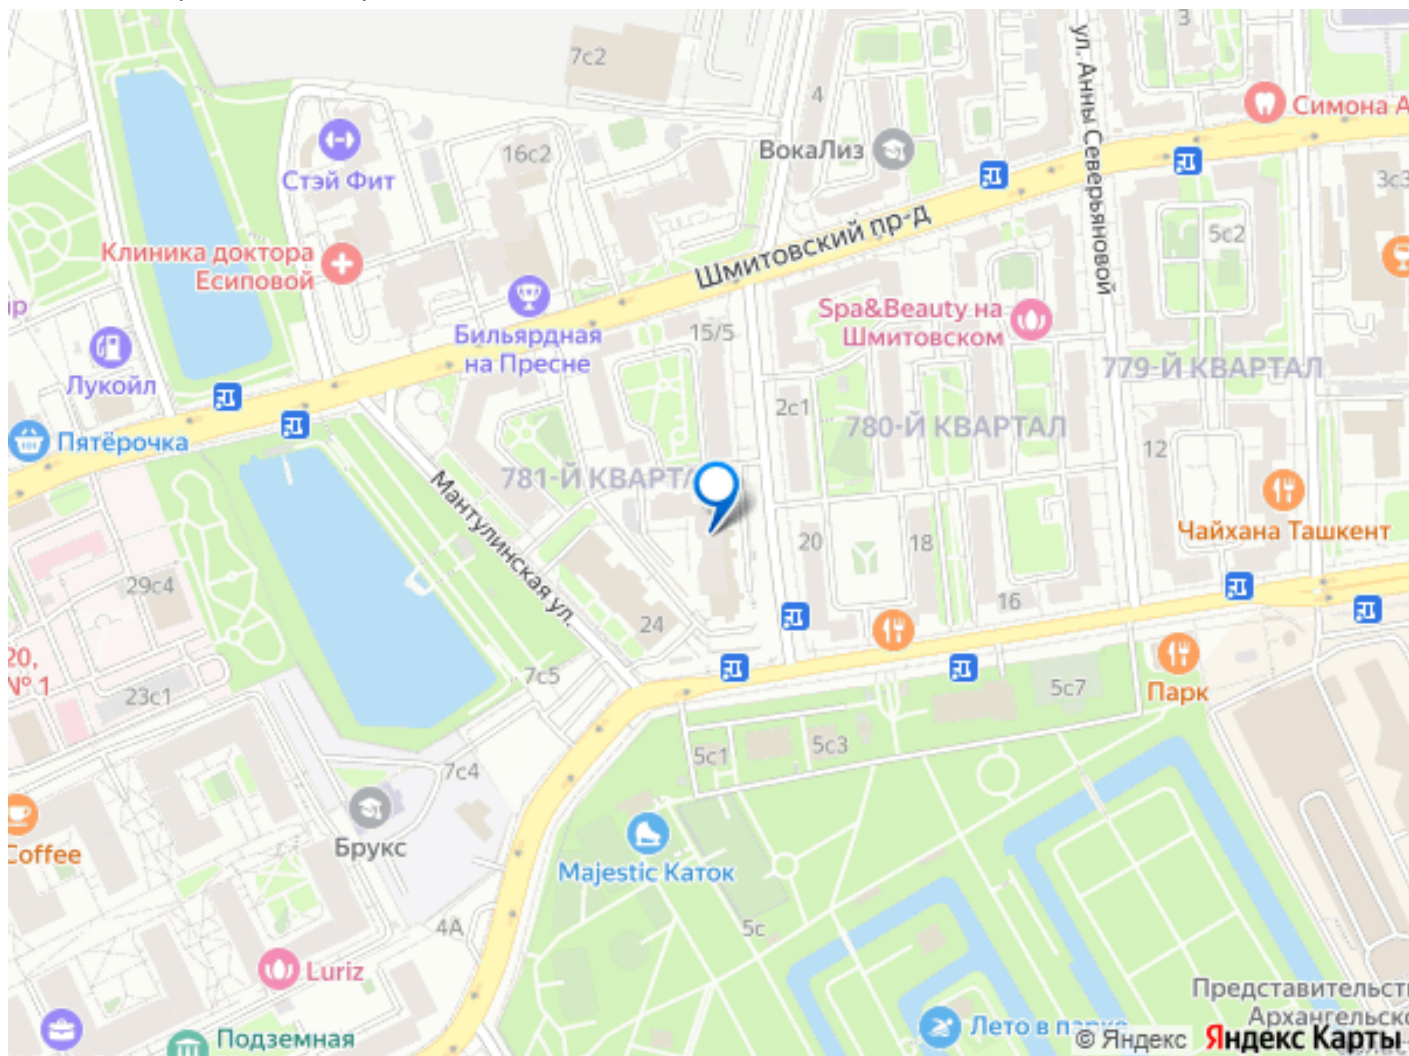 7с2
3
ул. Анны Северьяновой
4
Симона А
16с2
ВокаЛиз
Стэй Фит
3с3
Шмитовский пр-д
5с2
Клиника доктора
Есиповой
Бильярдная
на Пресне
15/5
Spa&Beauty на
Шмитовском
Лукойл
779-Й КВАРТАЛ
2с1
780-Й КВАРТАЛ
Пятёрочка
12
781-Й КВАРТА
Мантулинская ул.
Чайхана Ташкент
20
18
29с4
16
24
20,
№ 1
7с5
23с1
5с7
Парк
5с1
5с3
7с4
Coffee
Брукс
Majestic Каток
4А
5с
Luriz
Представительст
Архангельско
Лето в парке
Подземная
© Яндекс Яндекс Карты